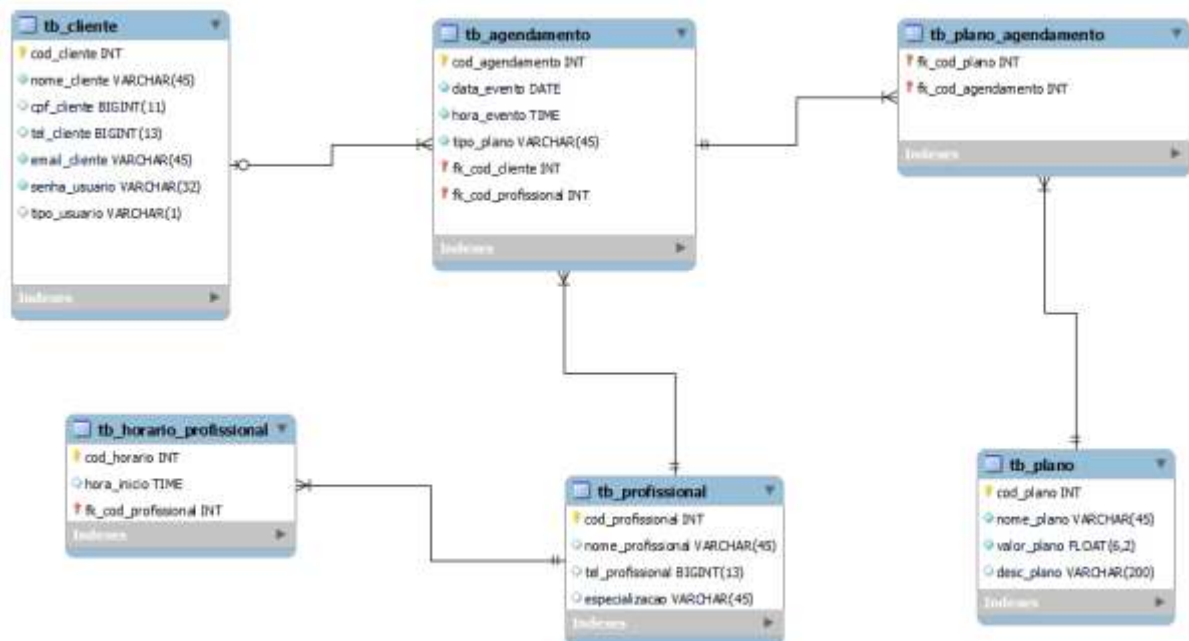 tb_cliente
cod_cliente INT
nome_cliente VARCHAR(45)
cpf_cliente BIGINT(11)
tel_cliente BIGINT(13)
email_cliente VARCHAR(45)
senha_usuario VARCHAR(32)
tipo_usuario VARCHAR(1)
Indexes
tb_agendamento
cod_agendamento INT
data_evento DATE
hora_evento TIME
tipo_plano VARCHAR(45)
fk_cod_cliente INT
fk_cod_profissional INT
Indexes
tb_plano_agendamento
fk_cod_plano INT
fk_cod_agendamento INT
Indexes
tb_horario_profissional
cod_horario INT
hora_inicio TIME
fk_cod_profissional INT
Indexes
tb_profissional
cod_profissional INT
nome_profissional VARCHAR(45)
tel_profissional BIGINT(13)
especializacao VARCHAR(45)
Indexes
tb_plano
cod_plano INT
nome_plano VARCHAR(45)
valor_plano FLOAT(6,2)
desc_plano VARCHAR(200)
Indexes